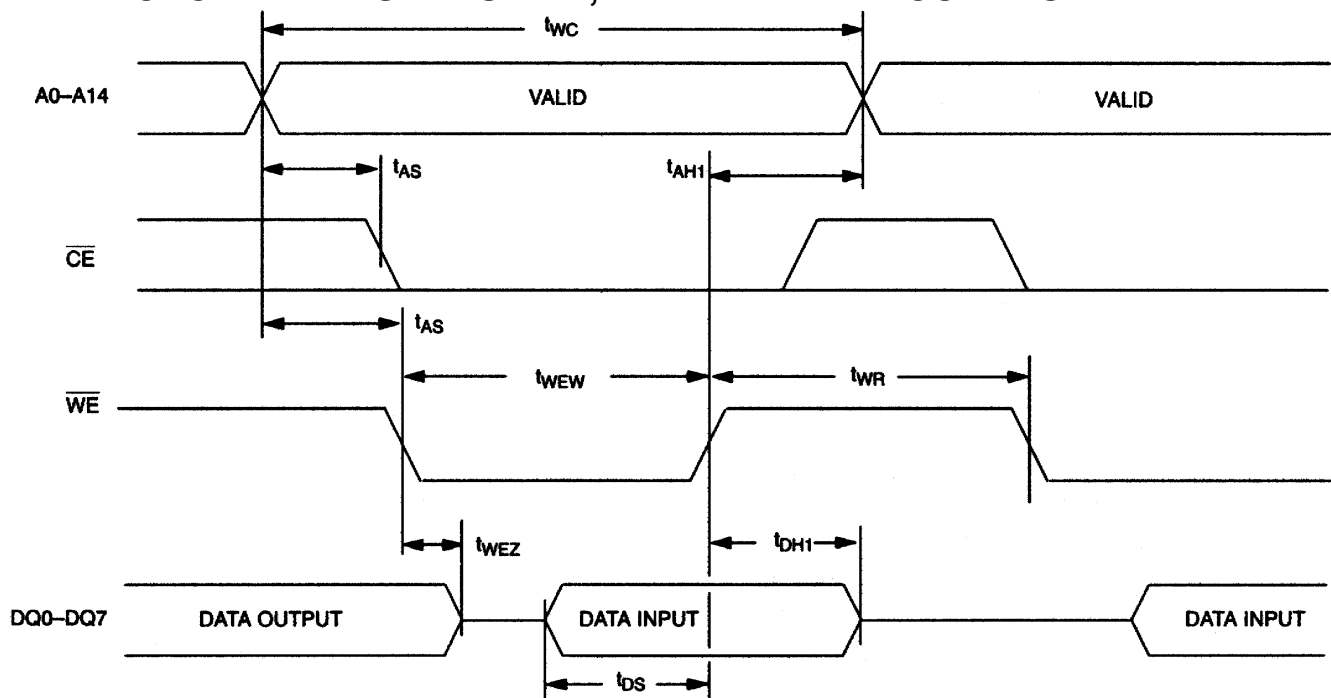 tWC
A0–A14
VALID
VALID
tAS
tAH1
CE
tAS
tWEW
tWR
WE
tWEZ
tDH1
DQ0–DQ7
DATA OUTPUT
DATA INPUT
DATA INPUT
tDS